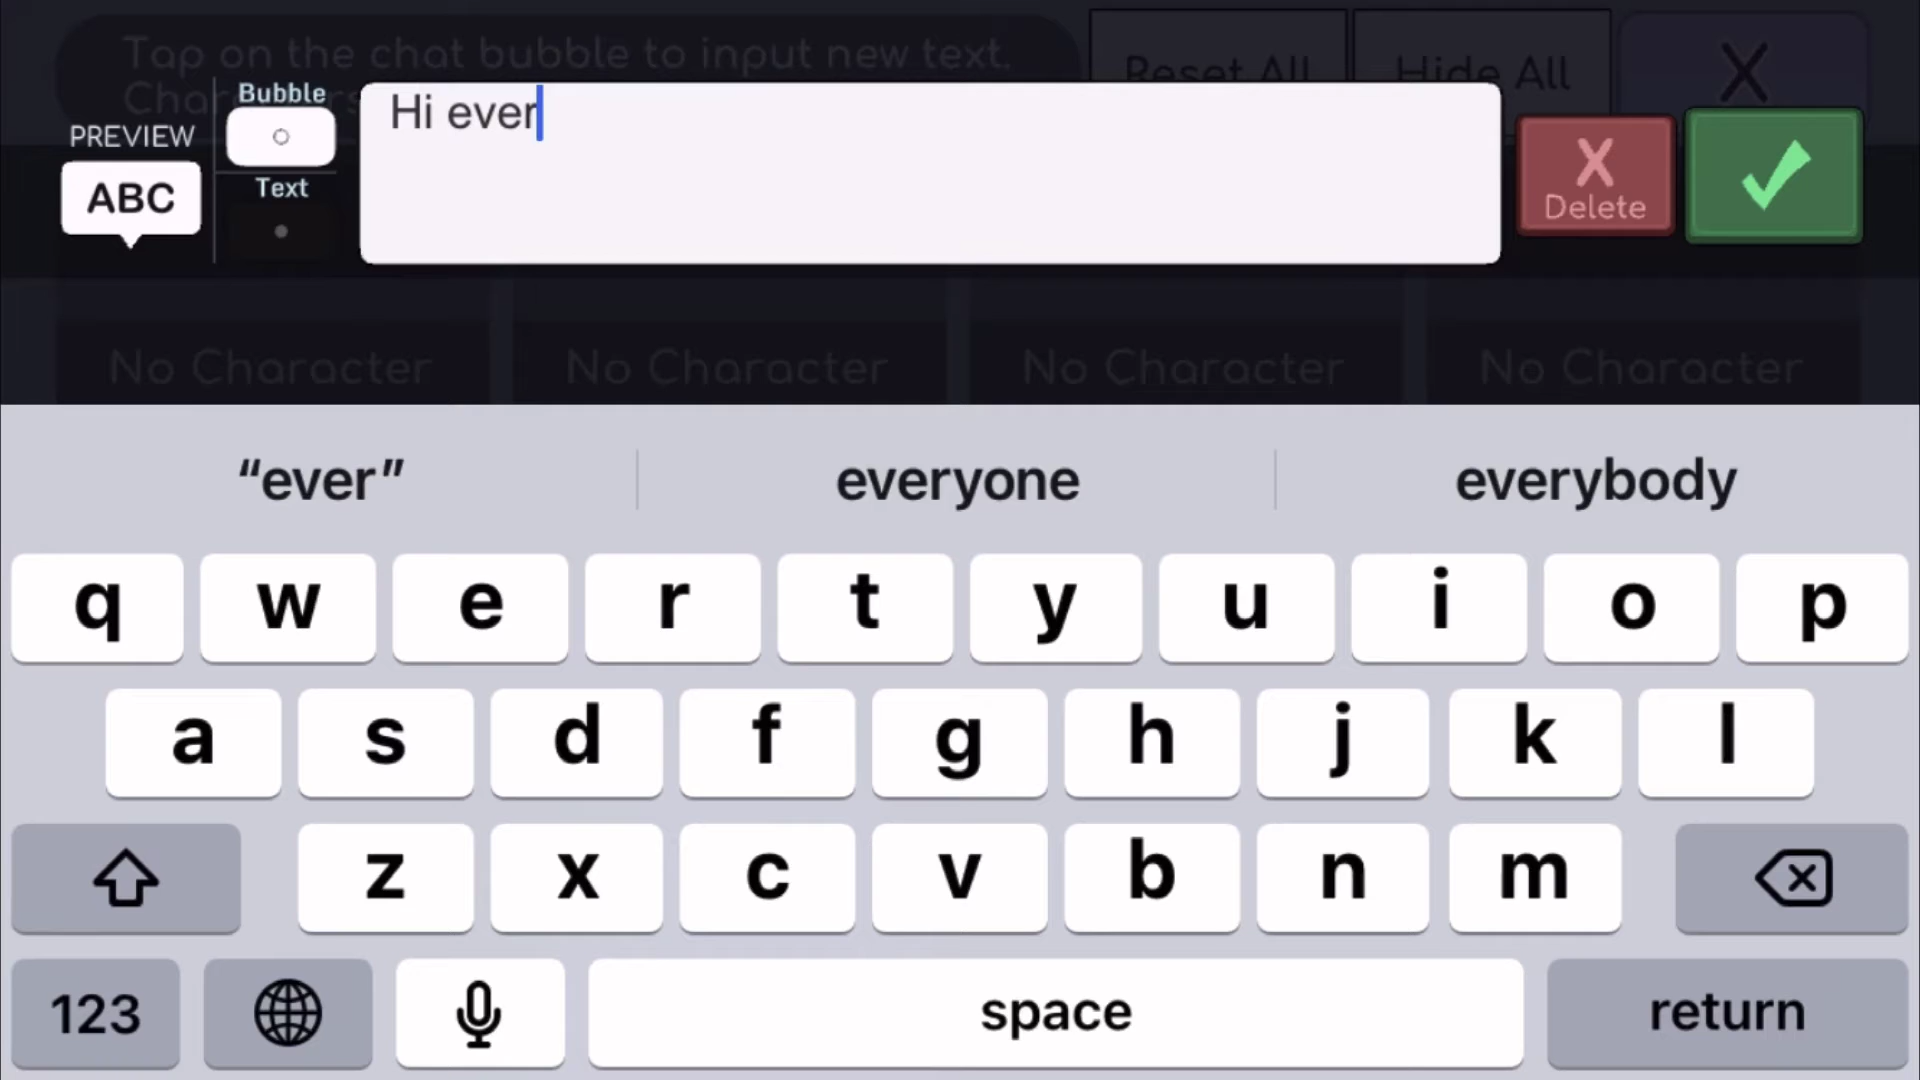 Tap on the chat bubble to input new text.
Reset All
Hide All
X
Bubble
PREVIEW
ABC
Text
Hi ever
X
Delete
No Character
No Character
No Character
No Character
“ever”
everyone
everybody
q w e r t y u i o p
a s d f g h j k l
z x c v b n m
123
space
return